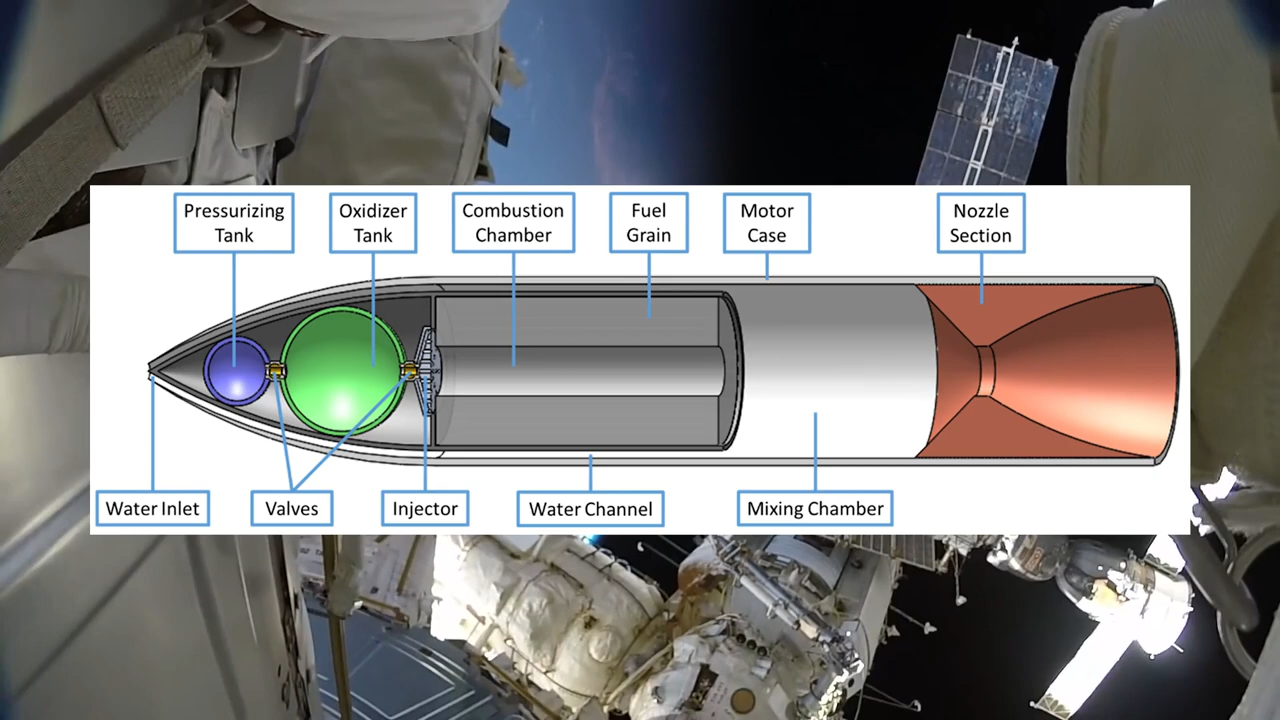 Pressurizing
Tank
Oxidizer
Tank
Combustion
Chamber
Fuel
Grain
Motor
Case
Nozzle
Section
Water Inlet
Valves
Injector
Water Channel
Mixing Chamber